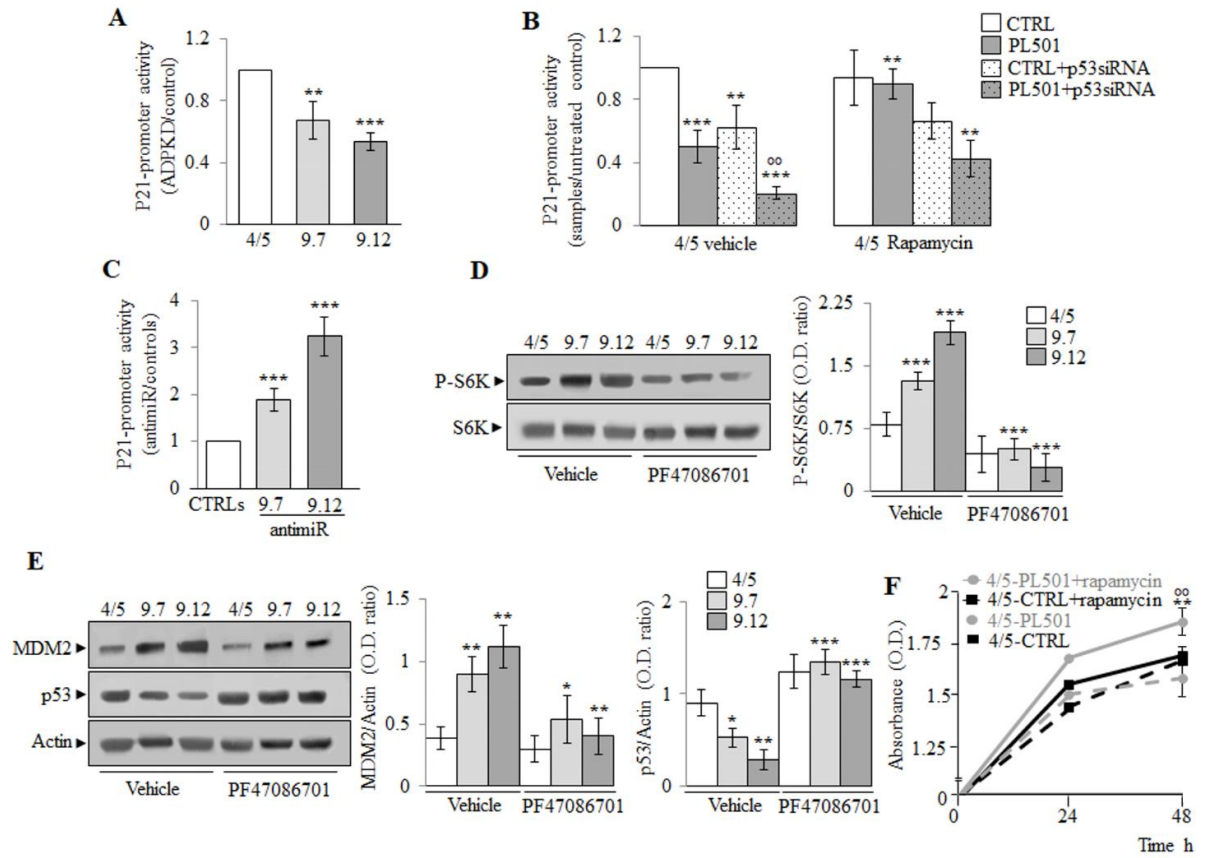 A
P21-promoter activity
(ADPKD/control)
1.2
0.8
0.4
0
**
***
4/5 9.7 9.12
B
P21-promoter activity
(samples/untreated control)
1.2
0.8
0.4
0
***
**
°°
***
**
**
4/5 vehicle
4/5 Rapamycin
CTRL
PL501
CTRL+p53siRNA
PL501+p53siRNA
C
P21-promoter activity
(antimiR/controls)
4
3
2
1
0
***
***
CTRLs 9.7 9.12
antimiR
D
4/5 9.7 9.12 4/5 9.7 9.12
P-S6K
S6K
Vehicle PF47086701
P-S6K/S6K (O.D. ratio)
2.25
1.5
0.75
0
***
***
***
***
Vehicle PF47086701
4/5
9.7
9.12
E
4/5 9.7 9.12 4/5 9.7 9.12
MDM2
p53
Actin
Vehicle PF47086701
MDM2/Actin (O.D. ratio)
1.5
1
0.5
0
**
**
*
**
Vehicle PF47086701
4/5
9.7
9.12
p53/Actin (O.D. ratio)
2
1
0
*
**
***
***
Vehicle PF47086701
F
4/5-PL501+rapamycin
4/5-CTRL+rapamycin
4/5-PL501
4/5-CTRL
Absorbance (O.D.)
2
1.75
1.5
1.25
0
°°
**
0 24 48
Time h